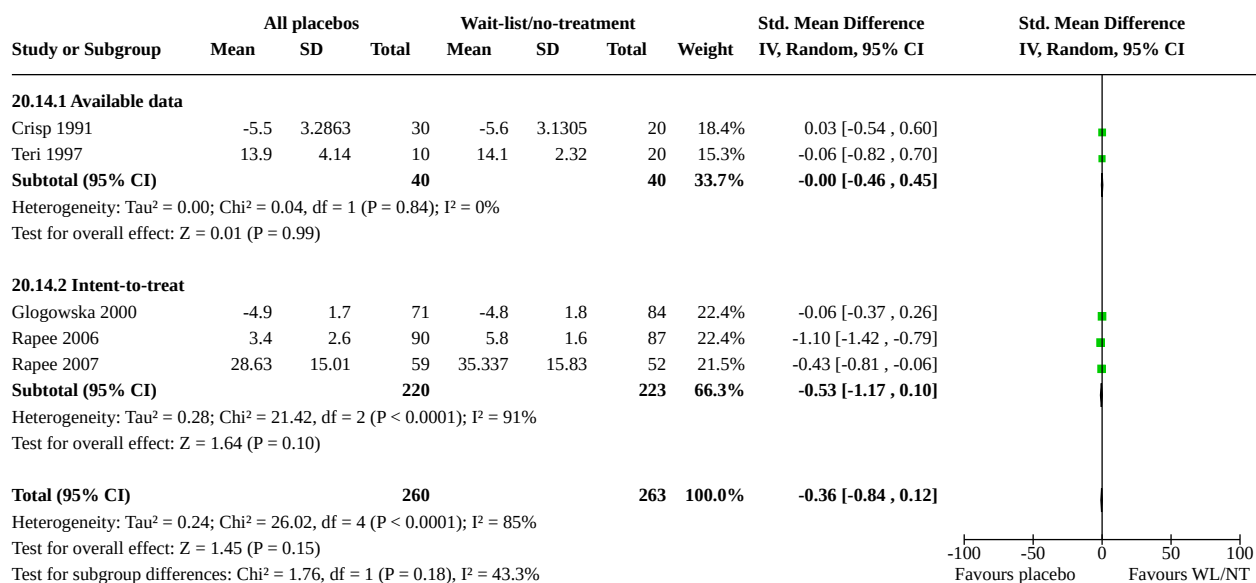 All placebos Wait-list/no-treatment Std. Mean Difference Std. Mean Difference
Study or Subgroup Mean SD Total Mean SD Total Weight IV, Random, 95% CI IV, Random, 95% CI
20.14.1 Available data
Crisp 1991 -5.5 3.2863 30 -5.6 3.1305 20 18.4% 0.03 [-0.54 , 0.60]
Teri 1997 13.9 4.14 10 14.1 2.32 20 15.3% -0.06 [-0.82 , 0.70]
Subtotal (95% CI) 40 40 33.7% -0.00 [-0.46 , 0.45]
Heterogeneity: Tau² = 0.00; Chi² = 0.04, df = 1 (P = 0.84); I² = 0%
Test for overall effect: Z = 0.01 (P = 0.99)
20.14.2 Intent-to-treat
Glogowska 2000 -4.9 1.7 71 -4.8 1.8 84 22.4% -0.06 [-0.37 , 0.26]
Rapee 2006 3.4 2.6 90 5.8 1.6 87 22.4% -1.10 [-1.42 , -0.79]
Rapee 2007 28.63 15.01 59 35.337 15.83 52 21.5% -0.43 [-0.81 , -0.06]
Subtotal (95% CI) 220 223 66.3% -0.53 [-1.17 , 0.10]
Heterogeneity: Tau² = 0.28; Chi² = 21.42, df = 2 (P < 0.0001); I² = 91%
Test for overall effect: Z = 1.64 (P = 0.10)
Total (95% CI) 260 263 100.0% -0.36 [-0.84 , 0.12]
Heterogeneity: Tau² = 0.24; Chi² = 26.02, df = 4 (P < 0.0001); I² = 85%
Test for overall effect: Z = 1.45 (P = 0.15) -100 -50 0 50 100
Test for subgroup differences: Chi² = 1.76, df = 1 (P = 0.18), I² = 43.3% Favours placebo Favours WL/NT